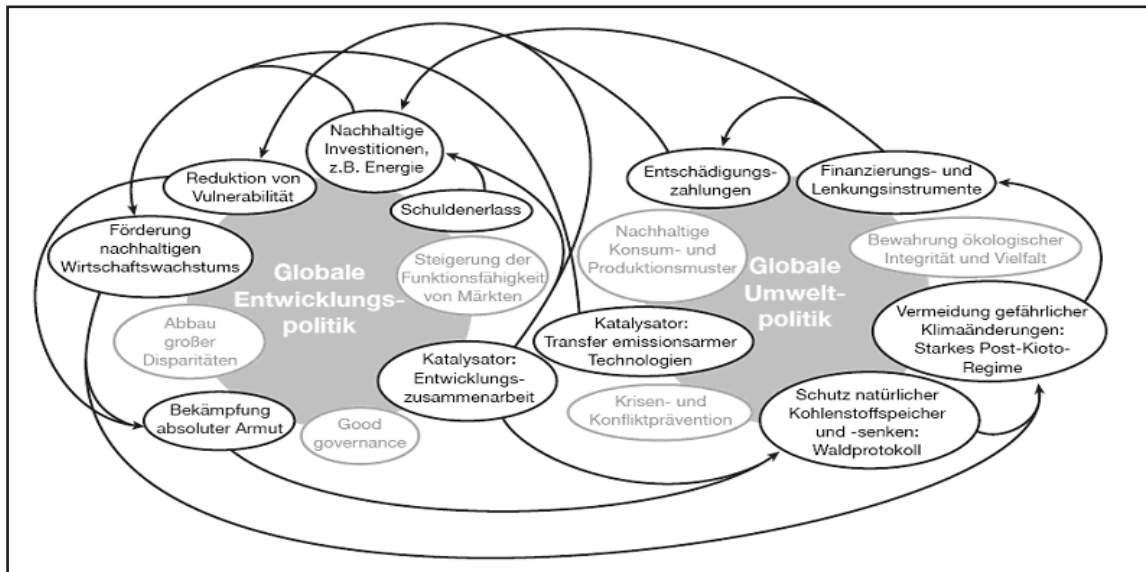 Nachhaltige
Investitionen,
z.B. Energie
Reduktion von
Vulnerabilität
Schuldenerlass
Förderung
nachhaltigen
Wirtschaftswachstums
Globale
Entwicklungs-
politik
Steigerung der
Funktionsfähigkeit
von Märkten
Abbau
großer
Disparitäten
Katalysator:
Entwicklungs-
zusammenarbeit
Bekämpfung
absoluter Armut
Good
governance
Entschädigungs-
zahlungen
Finanzierungs- und
Lenkungsinstrumente
Nachhaltige
Konsum- und
Produktionsmuster
Globale
Umwelt-
politik
Bewahrung ökologischer
Integrität und Vielfalt
Katalysator:
Transfer emissionsarmer
Technologien
Vermeidung gefährlicher
Klimaänderungen:
Starkes Post-Kioto-
Regime
Krisen- und
Konfliktprävention
Schutz natürlicher
Kohlenstoffspeicher
und -senken:
Waldprotokoll